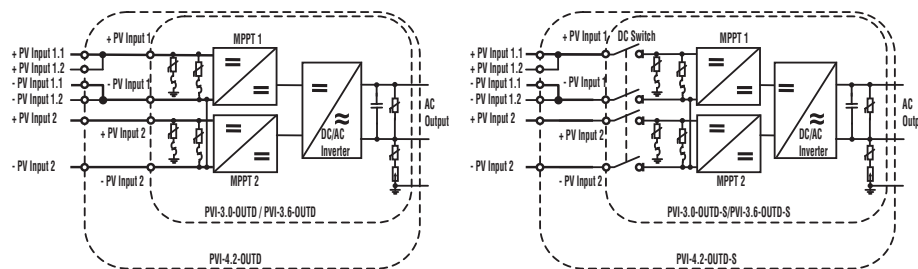 + PV Input 1
MPPT 1
+ PV Input 1.1
+ PV Input 1.2
- PV Input 1.1
- PV Input 1
- PV Input 1.2
+ PV Input 2
+ PV Input 2
- PV Input 2
- PV Input 2
DC/AC
Inverter
AC
Output
MPPT 2
PVI-3.0-OUTD / PVI-3.6-OUTD
PVI-4.2-OUTD
+ PV Input 1
DC Switch
MPPT 1
+ PV Input 1.1
+ PV Input 1.2
- PV Input 1.1
- PV Input 1
- PV Input 1.2
+ PV Input 2
+ PV Input 2
- PV Input 2
- PV Input 2
DC/AC
Inverter
AC
Outp
MPPT 2
PVI-3.0-OUTD-S/PVI-3.6-OUTD-S
PVI-4.2-OUTD-S